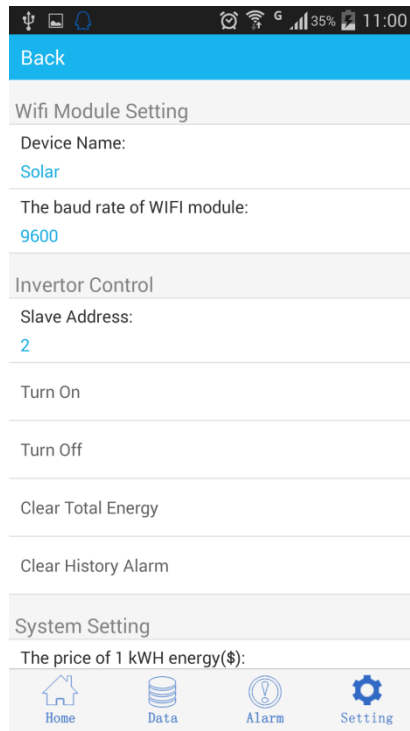 G 35% 11:00
Back
Wifi Module Setting
Device Name:
Solar
The baud rate of WIFI module:
9600
Invertor Control
Slave Address:
2
Turn On
Turn Off
Clear Total Energy
Clear History Alarm
System Setting
The price of 1 kWH energy($):
Home Data Alarm Setting